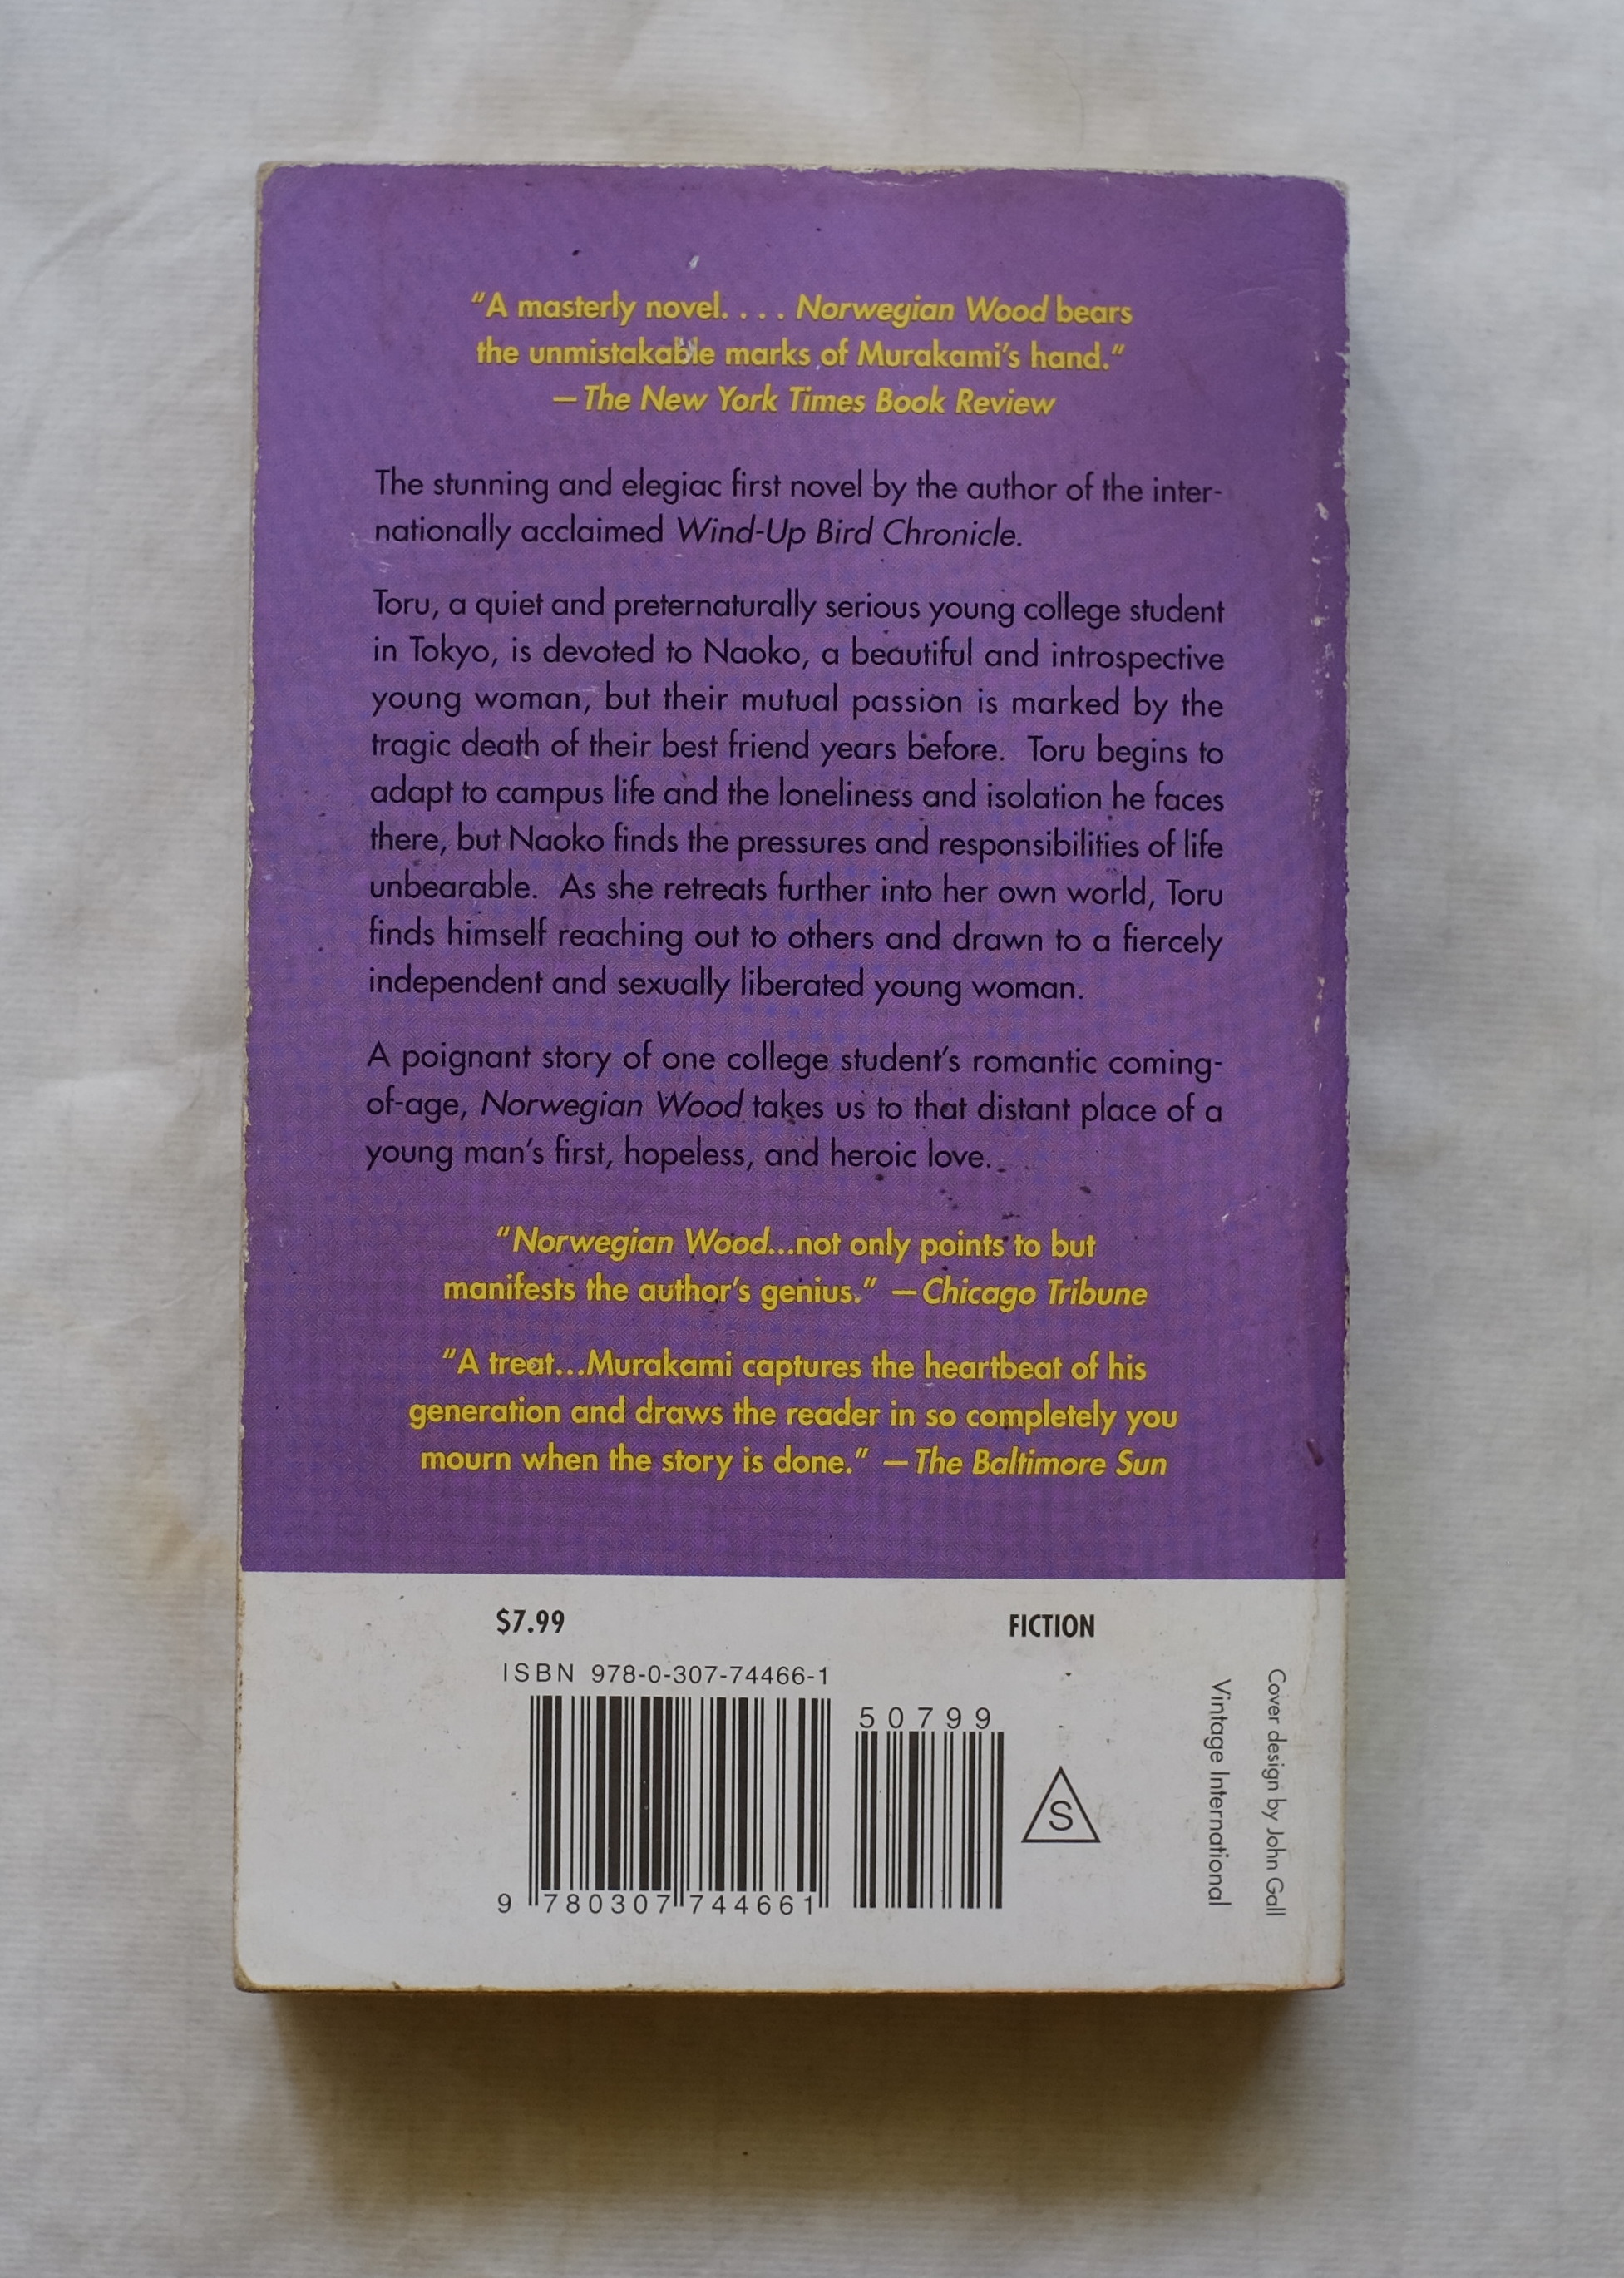 “A masterly novel. . . . Norwegian Wood bears
the unmistakable marks of Murakami’s hand.”
—The New York Times Book Review
The stunning and elegiac first novel by the author of the inter-
nationally acclaimed Wind-Up Bird Chronicle.
Toru, a quiet and preternaturally serious young college student
in Tokyo, is devoted to Naoko, a beautiful and introspective
young woman, but their mutual passion is marked by the
tragic death of their best friend years before. Toru begins to
adapt to campus life and the loneliness and isolation he faces
there, but Naoko finds the pressures and responsibilities of life
unbearable. As she retreats further into her own world, Toru
finds himself reaching out to others and drawn to a fiercely
independent and sexually liberated young woman.
A poignant story of one college student’s romantic coming-
of-age, Norwegian Wood takes us to that distant place of a
young man’s first, hopeless, and heroic love.
“Norwegian Wood...not only points to but
manifests the author’s genius.” —Chicago Tribune
“A treat...Murakami captures the heartbeat of his
generation and draws the reader in so completely you
mourn when the story is done.” —The Baltimore Sun
$7.99
FICTION
ISBN 978-0-307-74466-1
50799
S
9 780307 744661
Cover design by John Gall
Vintage International